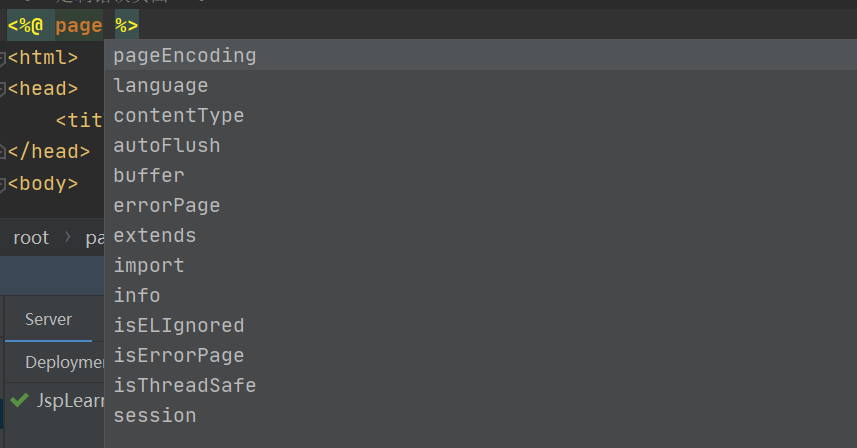 <%@ page %>
<html>
pageEncoding
<head>
language
<tit
contentType
</head>
autoFlush
<body>
buffer
errorPage
root › pa
extends
import
info
Server
isELIgnored
Deployme
isErrorPage
JspLearn
isThreadSafe
session